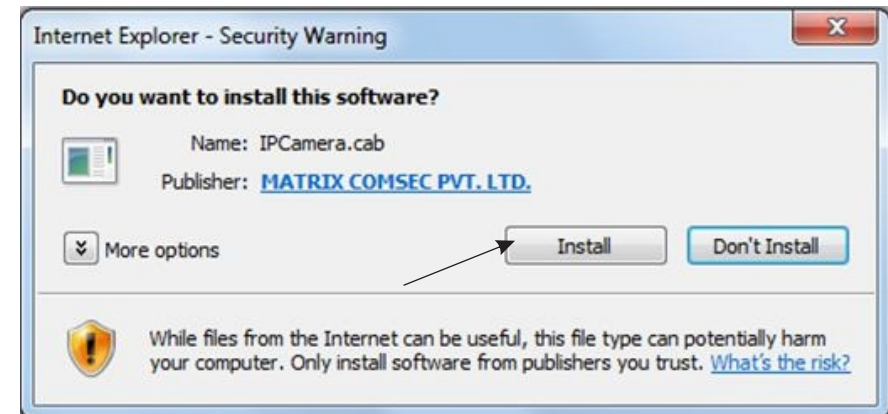 Internet Explorer - Security Warning
Do you want to install this software?
Name: IPCamera.cab
Publisher: MATRIX COMSEC PVT. LTD.
More options
Install
Don't Install
While files from the Internet can be useful, this file type can potentially harm
your computer. Only install software from publishers you trust. What's the risk?